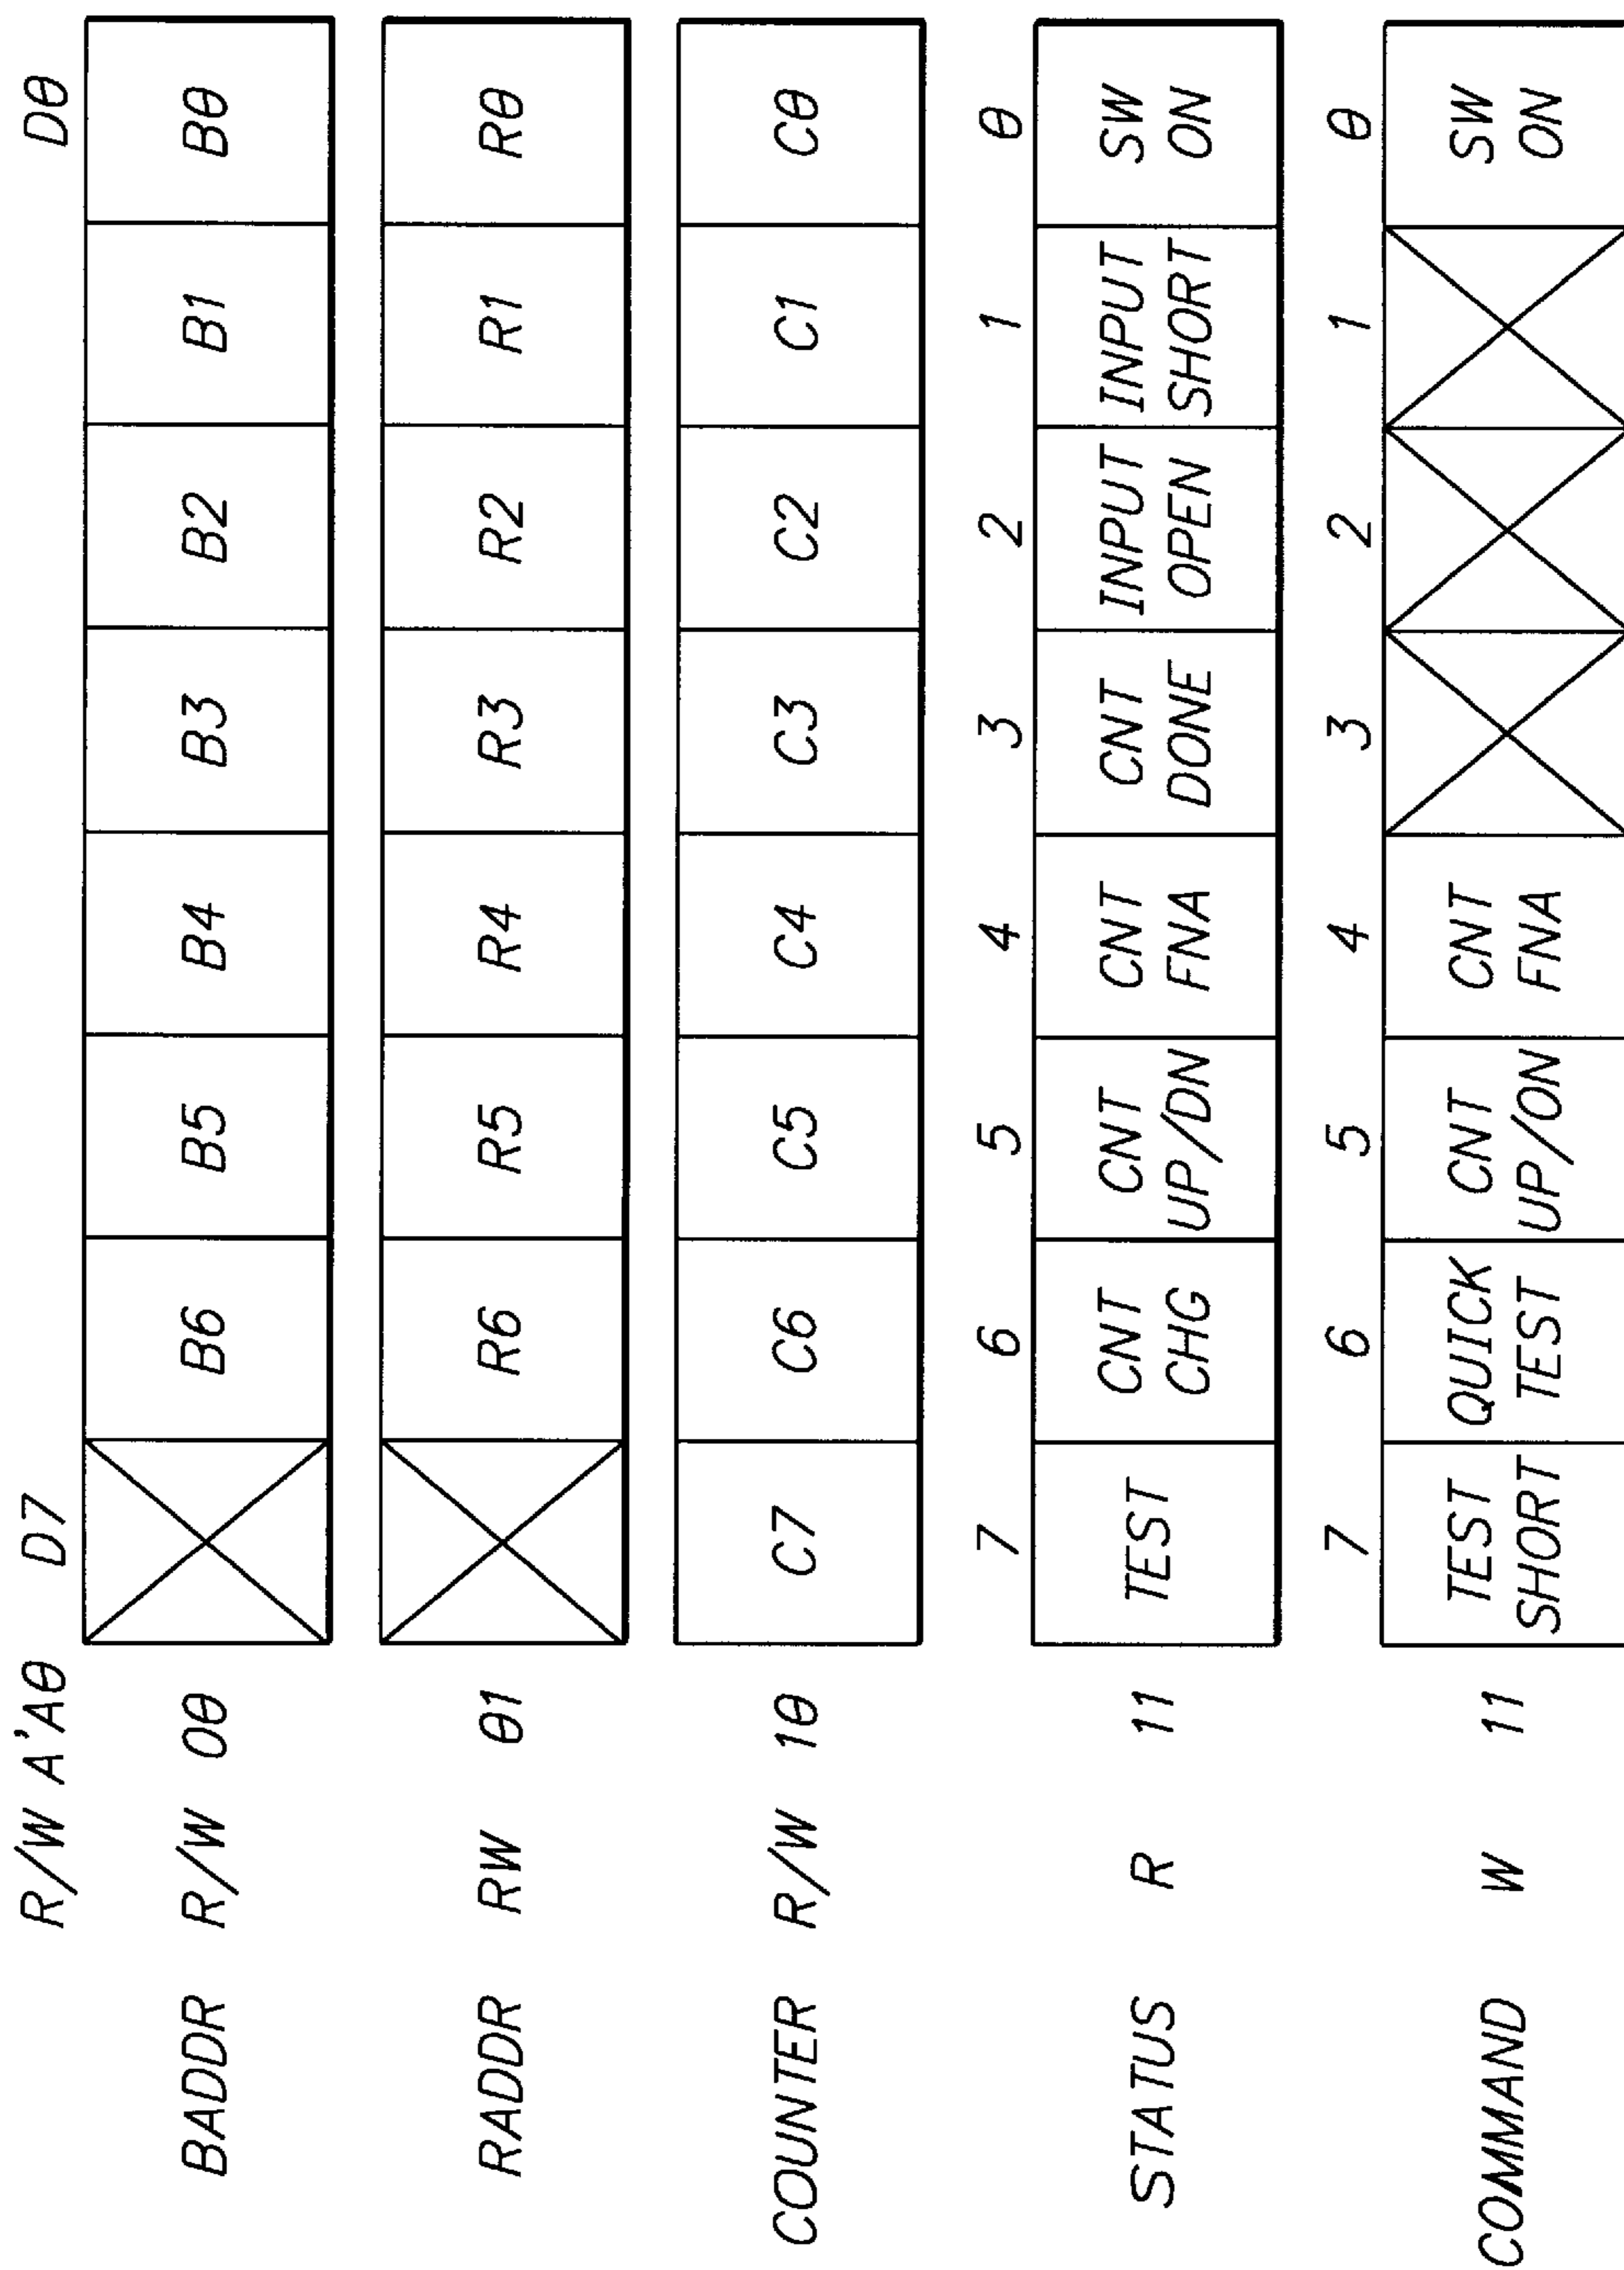 R/W A'A0 D7 D0
BADDR R/W 00 B6 B5 B4 B3 B2 B1 B0
RADDR RW 01 R6 R5 R4 R3 R2 R1 R0
COUNTER R/W 10 C7 C6 C5 C4 C3 C2 C1 C0
7 6 5 4 3 2 1 0
STATUS R 11 TEST CNT CNT CNT CNT INPUT INPUT SW
CHG UP/DN FNA DONE OPEN SHORT ON
7 6 5 4 3 2 1 0
COMMAND W 11 TEST QUICK CNT CNT SW
SHORT TEST UP/ON FNA ON